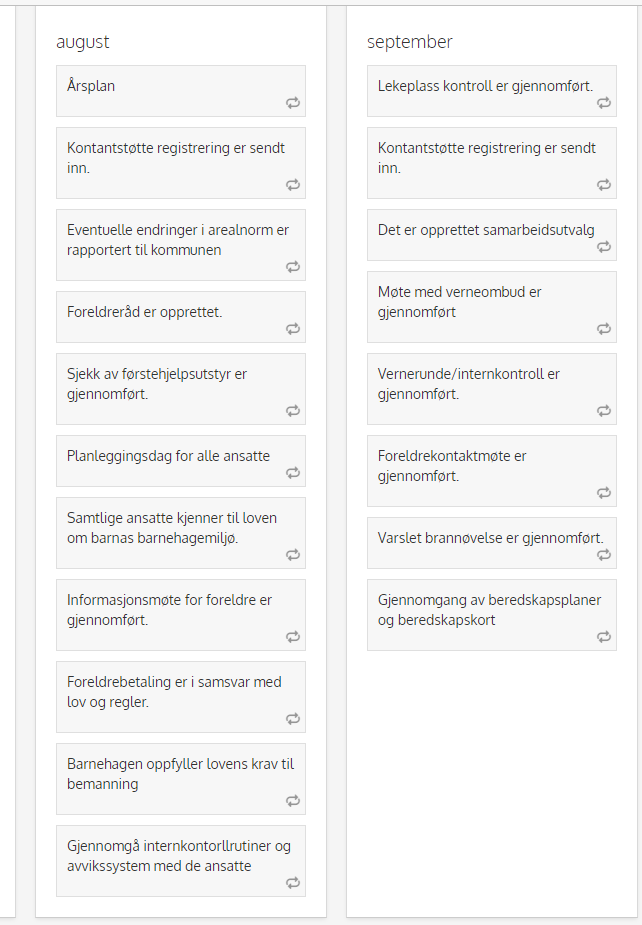 august
Årsplan
Kontantstøtte registrering er sendt
inn.
Eventuelle endringer i arealnorm er
rapportert til kommunen
Foreldreråd er opprettet.
Sjekk av førstehjelpsutstyr er
gjennomført.
Planleggingsdag for alle ansatte
Samtlige ansatte kjenner til loven
om barnas barnehagemiljø.
Informasjonsmøte for foreldre er
gjennomført.
Foreldrebetaling er i samsvar med
lov og regler.
Barnehagen oppfyller lovens krav til
bemanning
Gjennomgå internkontorllrutiner og
avvikssystem med de ansatte
september
Lekeplass kontroll er gjennomført.
Kontantstøtte registrering er sendt
inn.
Det er opprettet samarbeidsutvalg
Møte med verneombud er
gjennomført
Vernerunde/internkontroll er
gjennomført.
Foreldrekontaktmøte er
gjennomført.
Varslet brannøvelse er gjennomført.
Gjennomgang av beredskapsplaner
og beredskapskort